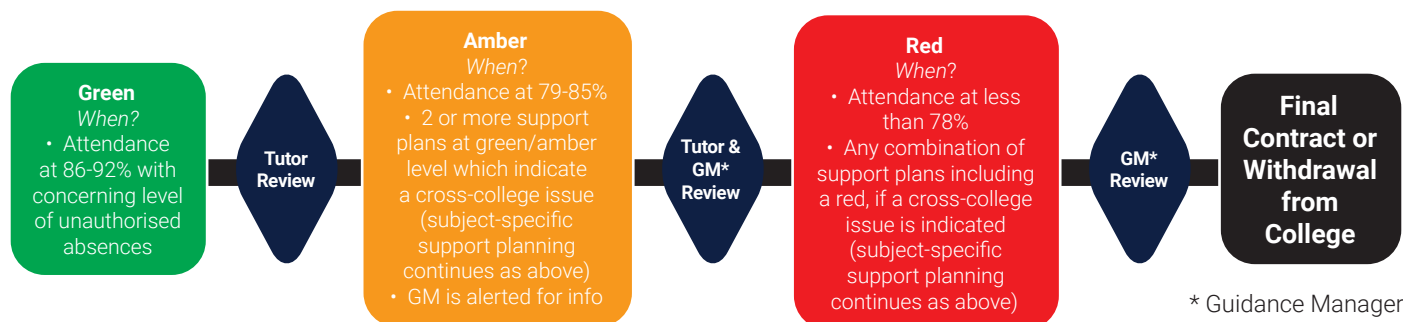 Green
When?
• Attendance
at 86-92% with
concerning level
of unauthorised
absences
Tutor
Review
Amber
When?
• Attendance at 79-85%
• 2 or more support
plans at green/amber
level which indicate
a cross-college issue
(subject-specific
support planning
continues as above)
• GM is alerted for info
Tutor &
GM*
Review
Red
When?
• Attendance at less
than 78%
• Any combination of
support plans including
a red, if a cross-college
issue is indicated
(subject-specific
support planning
continues as above)
GM*
Review
Final
Contract or
Withdrawal
from
College
* Guidance Manager